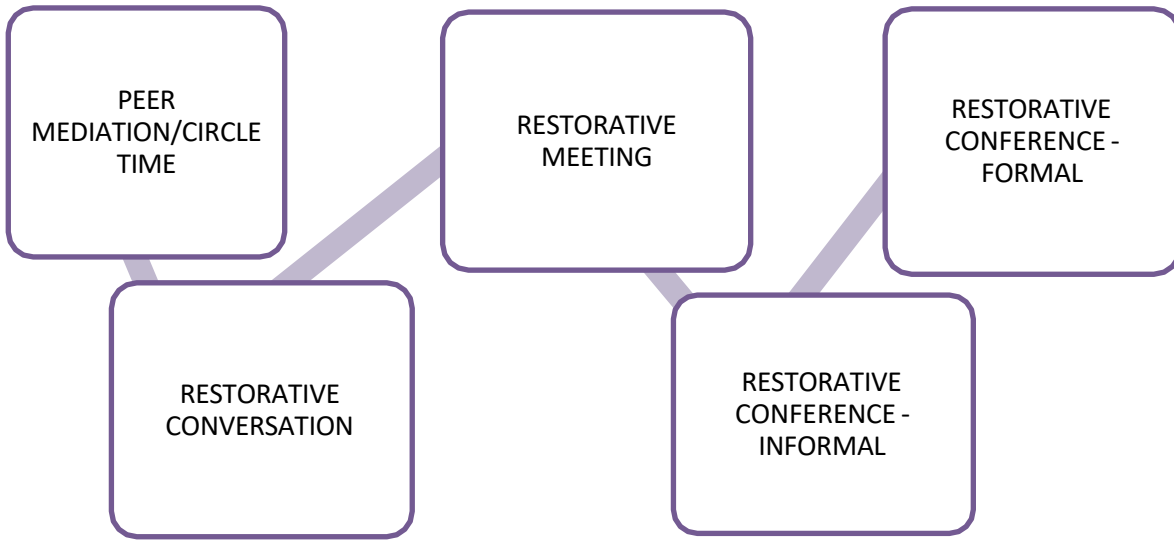 PEER
MEDIATION/CIRCLE
TIME
RESTORATIVE
CONVERSATION
RESTORATIVE
MEETING
RESTORATIVE
CONFERENCE -
INFORMAL
RESTORATIVE
CONFERENCE -
FORMAL